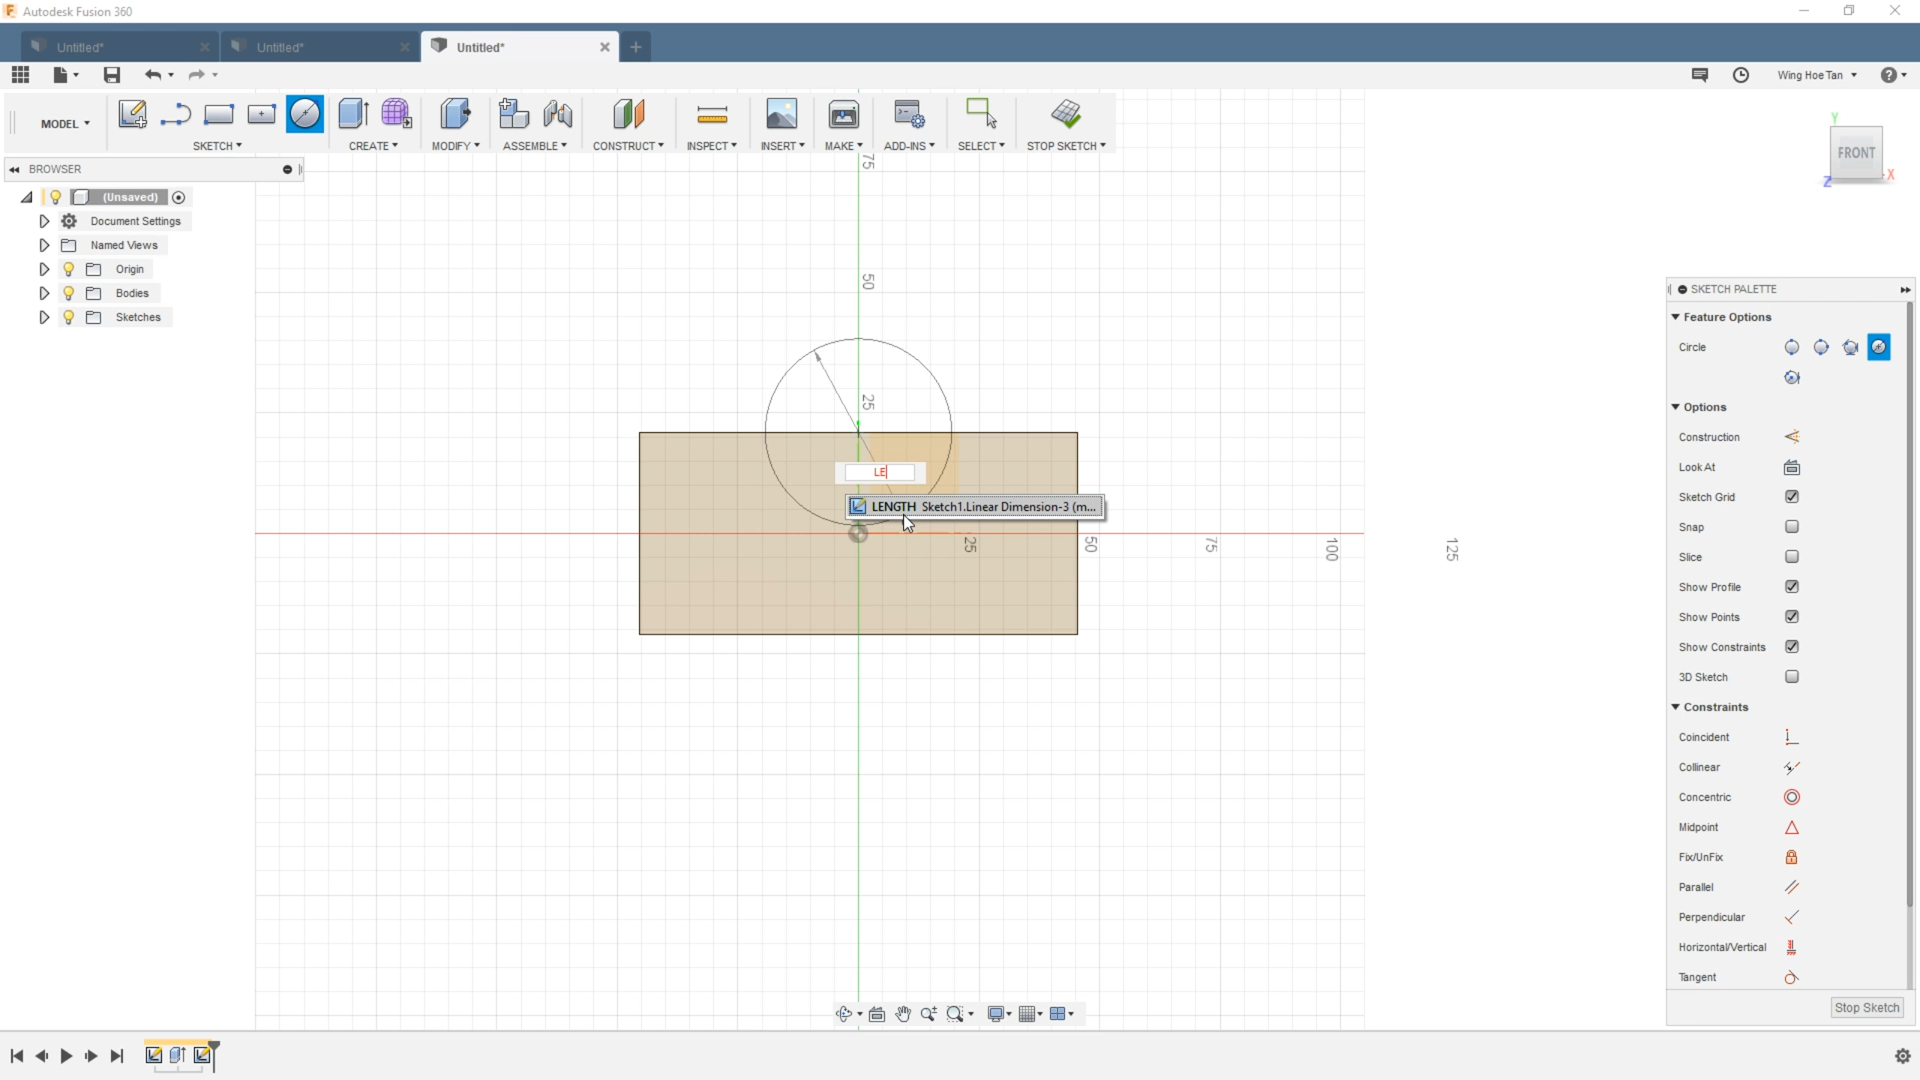 Autodesk Fusion 360
Untitled*
Untitled*
Untitled*
Wing Hoe Tan
MODEL
SKETCH
CREATE
MODIFY
ASSEMBLE
CONSTRUCT
INSPECT
INSERT
MAKE
ADD-INS
SELECT
STOP SKETCH
BROWSER
(Unsaved)
Document Settings
Named Views
Origin
Bodies
Sketches
Y
FRONT
X
Z
75
50
25
LE
LENGTH Sketch1.Linear Dimension-3 (m...
25
50
75
100
125
SKETCH PALETTE
Feature Options
Circle
Options
Construction
Look At
Sketch Grid
Snap
Slice
Show Profile
Show Points
Show Constraints
3D Sketch
Constraints
Coincident
Collinear
Concentric
Midpoint
Fix/UnFix
Parallel
Perpendicular
Horizontal/Vertical
Tangent
Stop Sketch